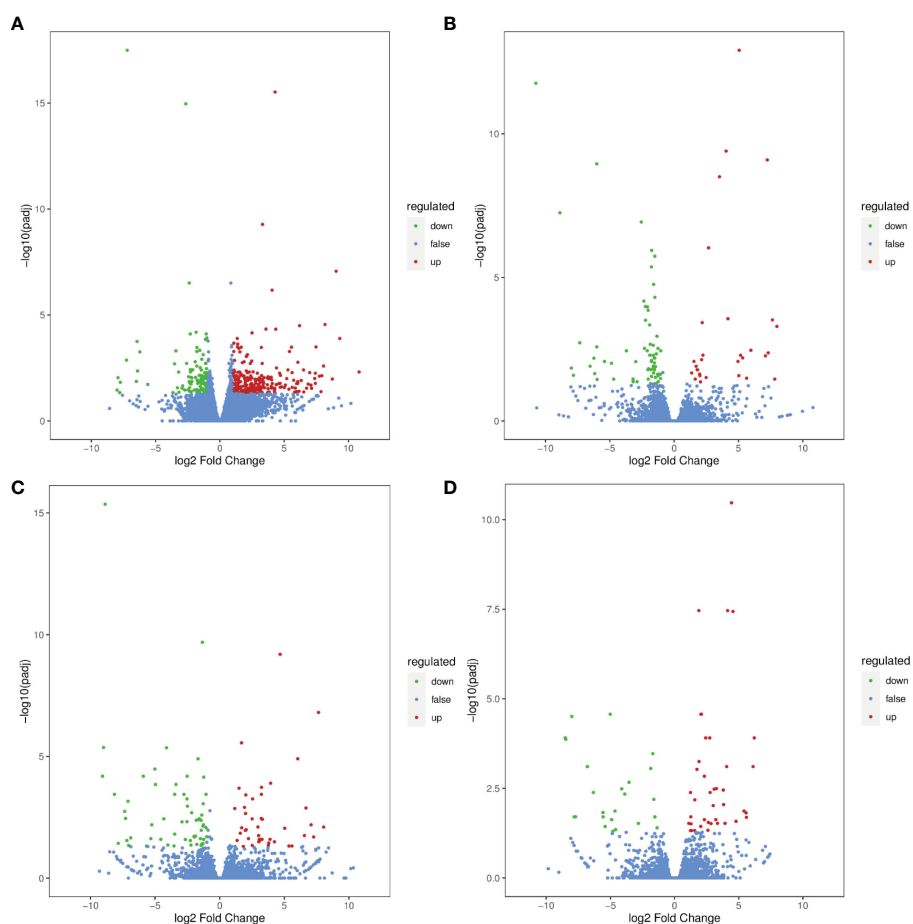 A
15
10
5
0
−10
−5
0
5
10
−log10(padj)
log2 Fold Change
regulated
down
false
up
B
10
5
0
−10
−5
0
5
10
−log10(padj)
log2 Fold Change
regulated
down
false
up
C
15
10
5
0
−10
−5
0
5
10
−log10(padj)
log2 Fold Change
regulated
down
false
up
D
10.0
7.5
5.0
2.5
0.0
−10
−5
0
5
10
−log10(padj)
log2 Fold Change
regulated
down
false
up